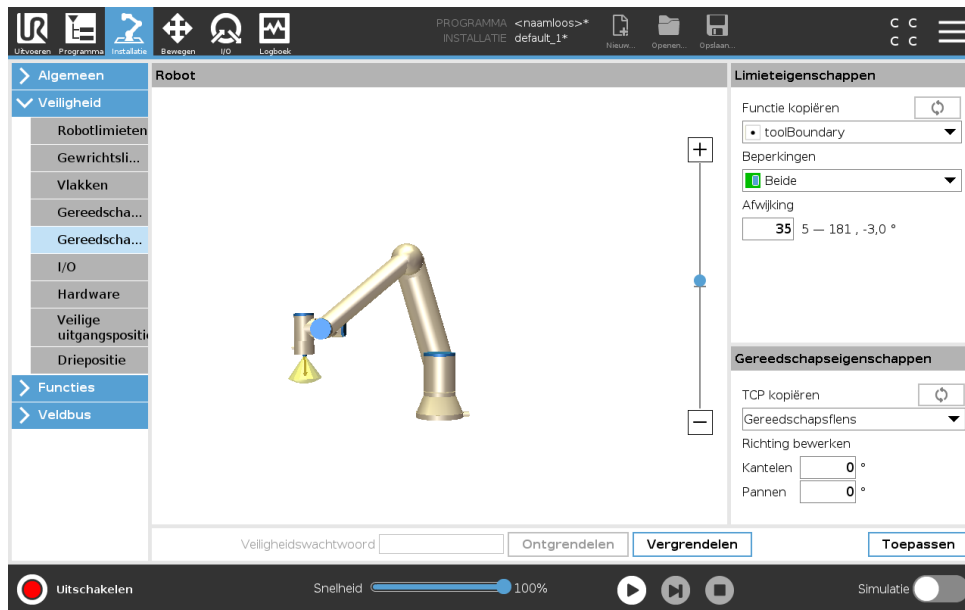 PROGRAMMA <naamloos>*
INSTALLATIE default_1*
Uitvoeren Programma Installatie Bewegen I/O Logboek Nieuw... Openen... Opslaan...
C C
C C
Algemeen
Veiligheid
Robotlimieten
Gewrichtsli...
Vlakken
Gereedscha...
Gereedscha...
I/O
Hardware
Veilige
uitgangspositi
Driepositie
Functies
Veldbus
Robot
Limieteigenschappen
Functie kopiëren
toolBoundary
Beperkingen
Beide
Afwijking
35 5 — 181 , -3,0 °
Gereedschapseigenschappen
TCP kopiëren
Gereedschapsflens
Richting bewerken
Kantelen 0 °
Pannen 0 °
Veiligheidswachtwoord Ontgrendelen Vergrendelen Toepassen
Uitschakelen Snelheid 100% Simulatie